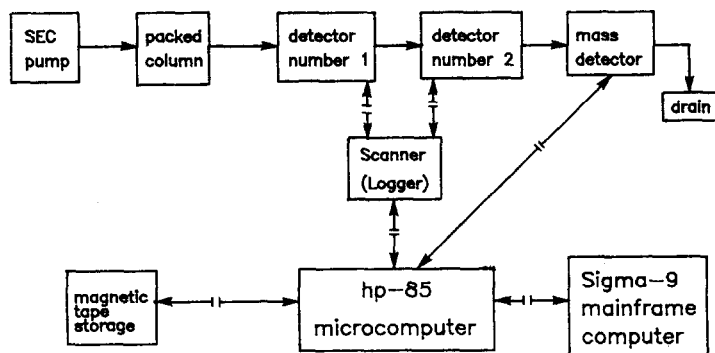 SEC
pump
packed
column
detector
number 1
detector
number 2
mass
detector
drain
Scanner
(Logger)
magnetic
tape
storage
hp-85
microcomputer
Sigma-9
mainframe
computer